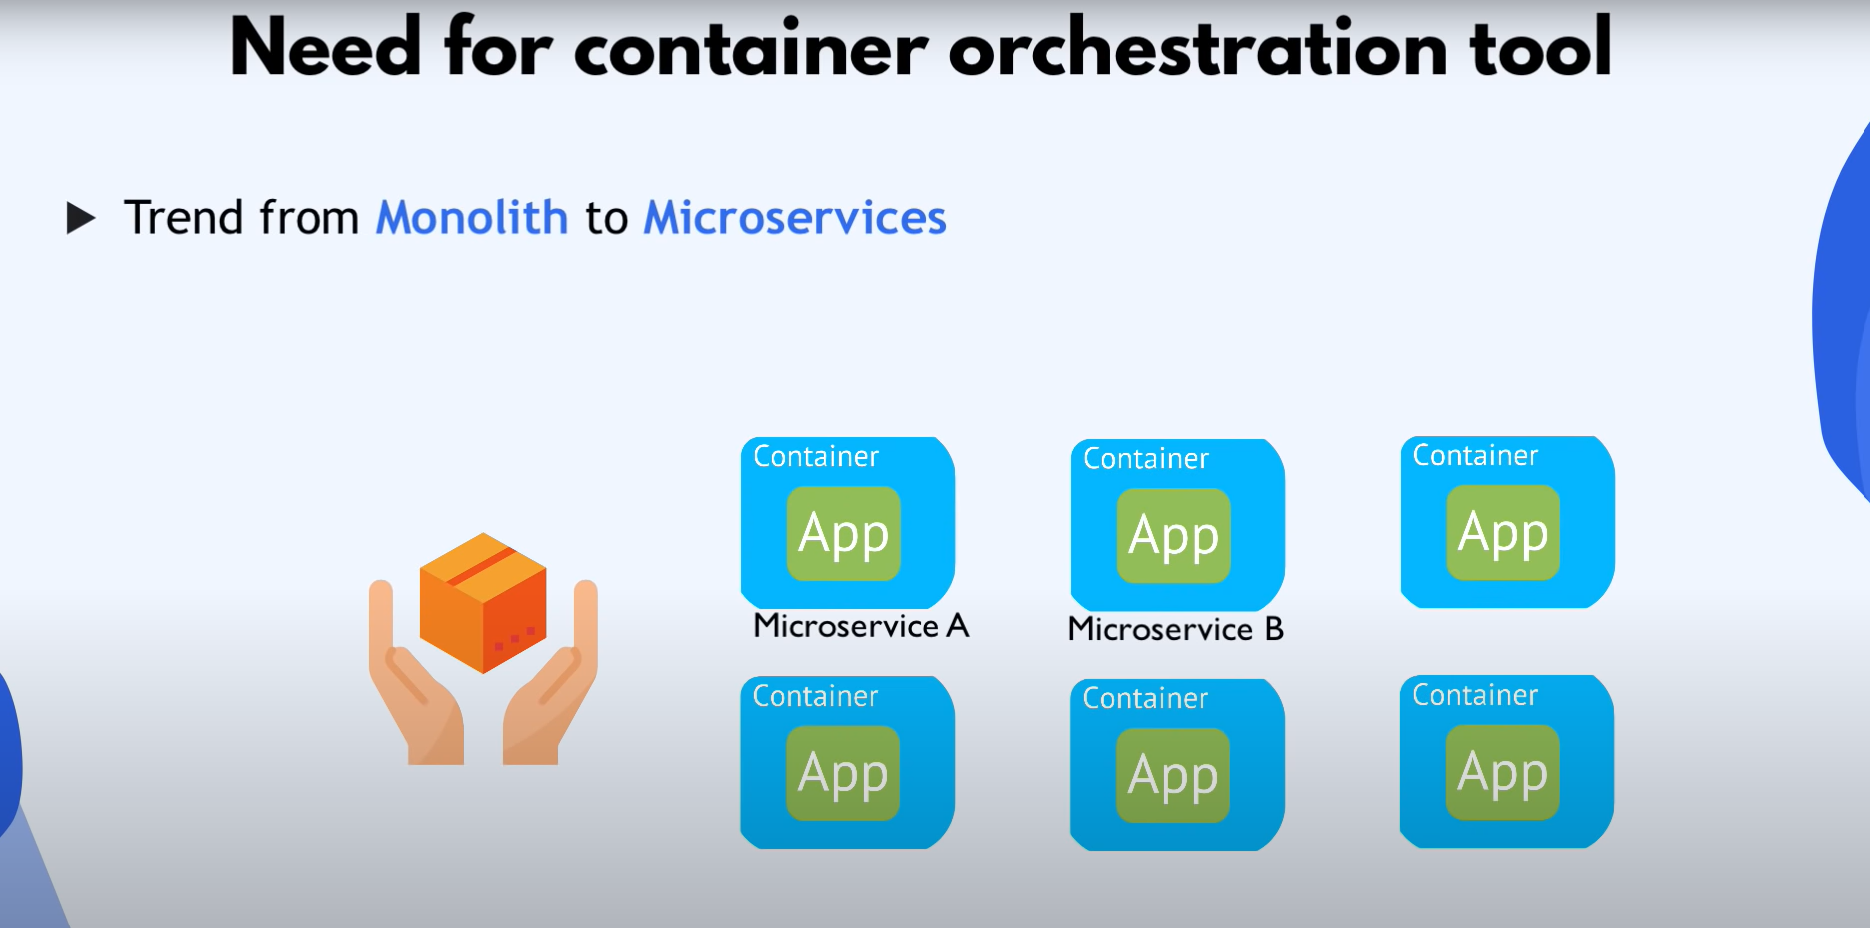 Need for container orchestration tool
Trend from Monolith to Microservices
Container
App
Microservice A
Container
App
Microservice B
Container
App
Container
App
Container
App
Container
App